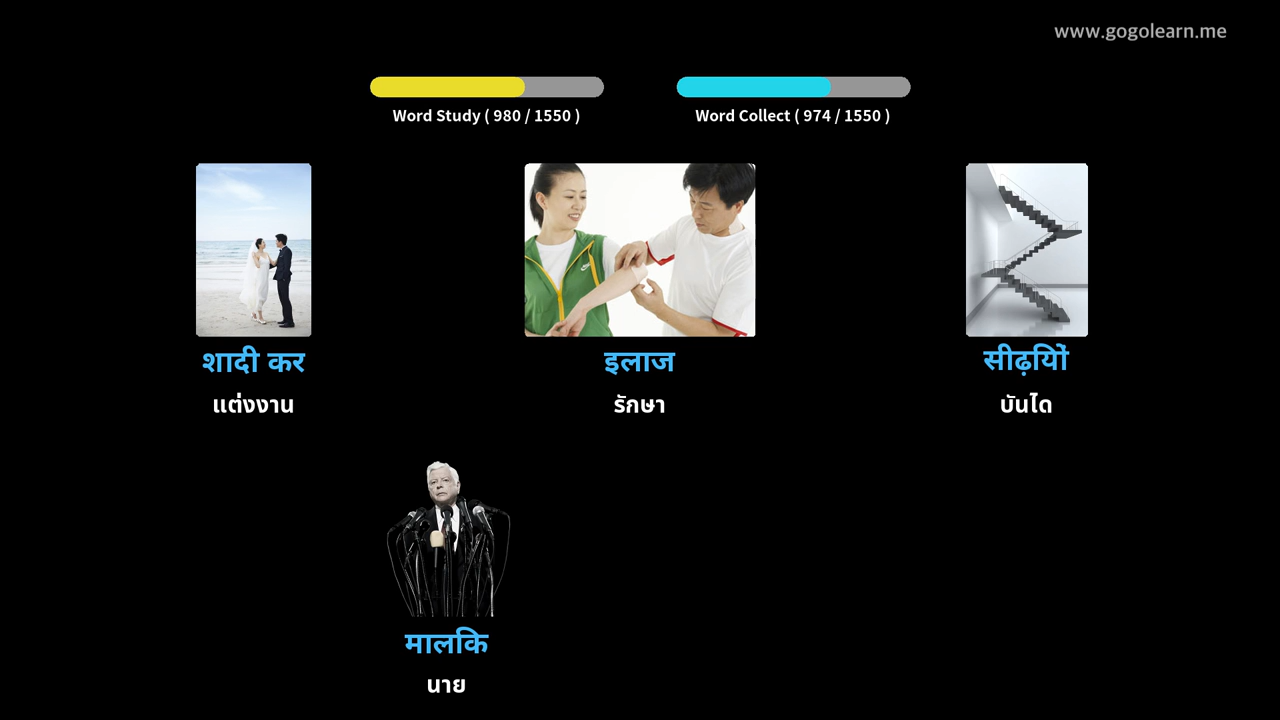 www.gogolearn.me
Word Study ( 980 / 1550 )
Word Collect ( 974 / 1550 )
शादी कर
इलाज
सीढ़ियों
แต่งงาน
รักษา
บันได
मालिक
นาย